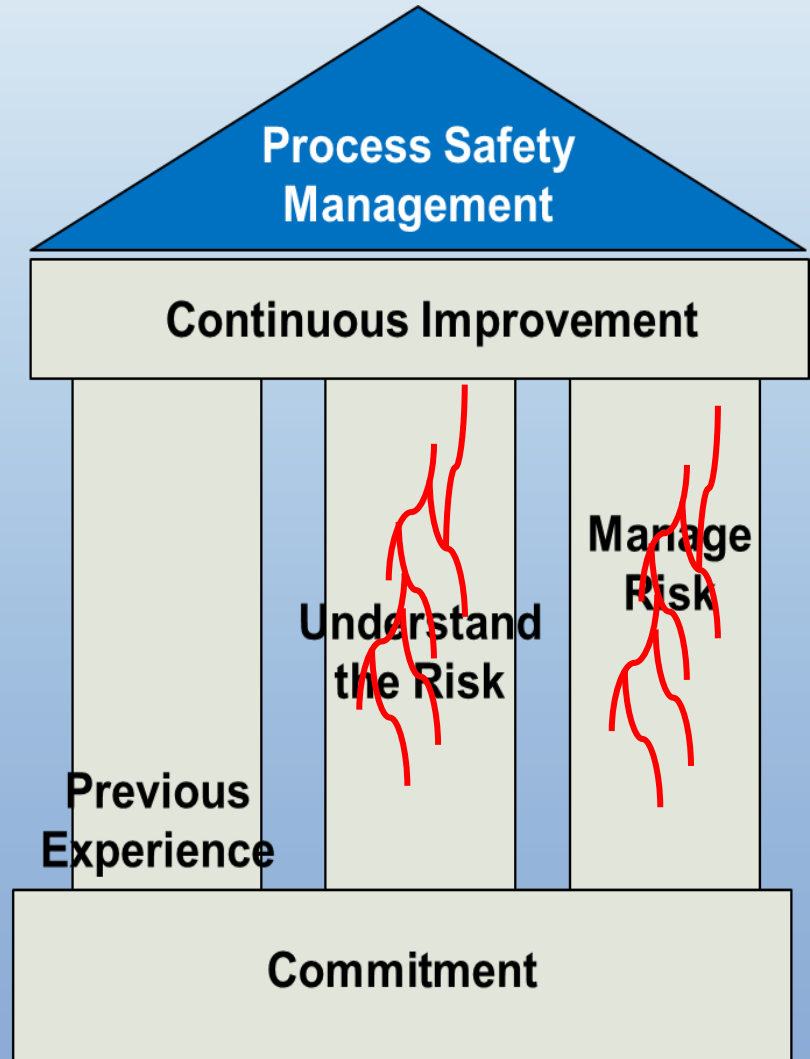 Process Safety
Management
Continuous Improvement
Manage
Risk
Understand
the Risk
Previous
Experience
Commitment